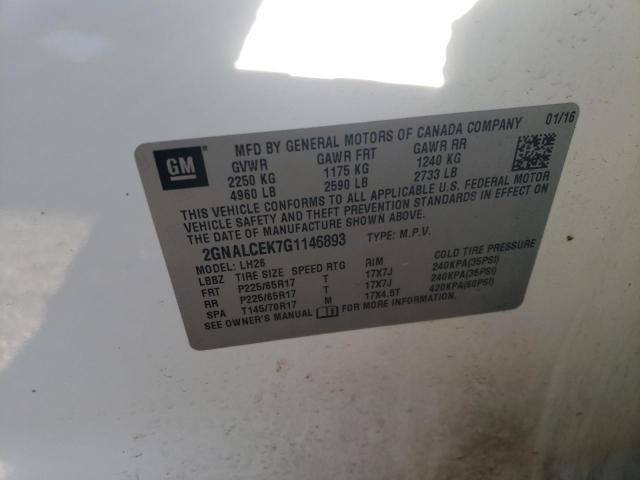 GM
MFD BY GENERAL MOTORS OF CANADA COMPANY 01/16
GVWR GAWR FRT GAWR RR
2250 KG 1175 KG 1240 KG
4960 LB 2590 LB 2733 LB
THIS VEHICLE CONFORMS TO ALL APPLICABLE U.S. FEDERAL MOTOR
VEHICLE SAFETY AND THEFT PREVENTION STANDARDS IN EFFECT ON
THE DATE OF MANUFACTURE SHOWN ABOVE.
2GNALCEK7G1146893 TYPE: M.P.V.
MODEL: LH26
LBBZ TIRE SIZE SPEED RTG RIM COLD TIRE PRESSURE
FRT P225/65R17 T 17X7J 240KPA(35PSI)
RR P225/65R17 T 17X7J 240KPA(35PSI)
SPA T145/70R17 M 17X4.5T 420KPA(60PSI)
SEE OWNER'S MANUAL FOR MORE INFORMATION.